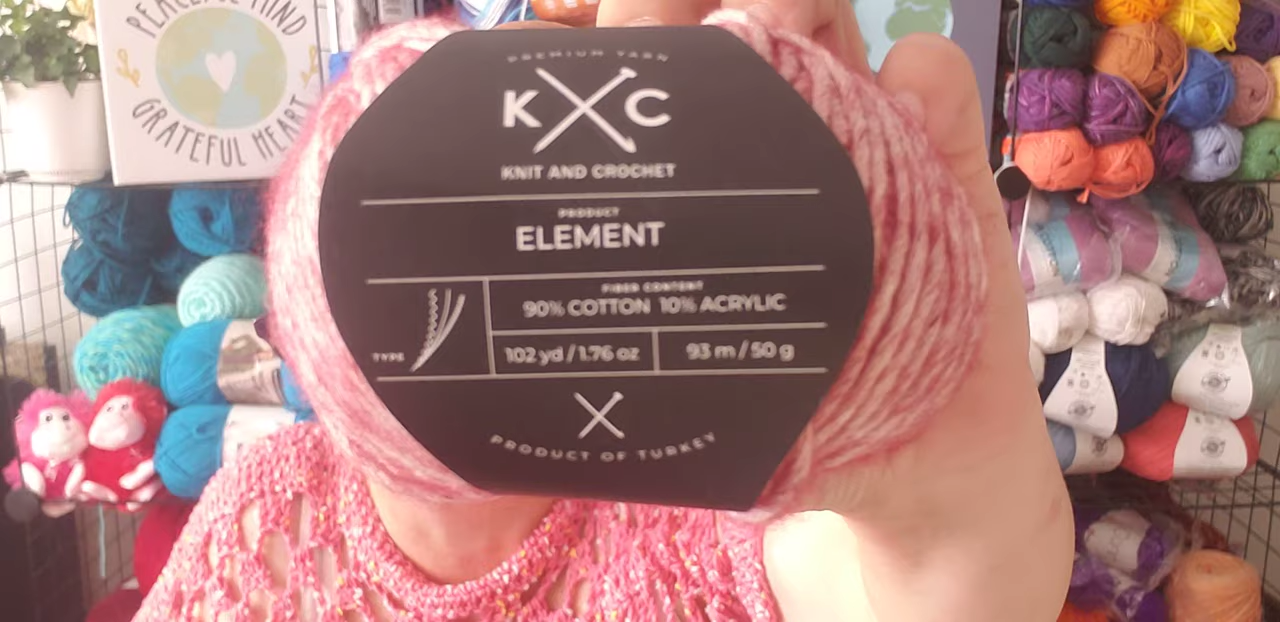 PEACEFUL MIND
GRATEFUL HEART
PREMIUM YARN
K C
KNIT AND CROCHET
PRODUCT
ELEMENT
FIBER CONTENT
90% COTTON 10% ACRYLIC
TYPE
102 yd / 1.76 oz
93 m / 50 g
PRODUCT OF TURKEY